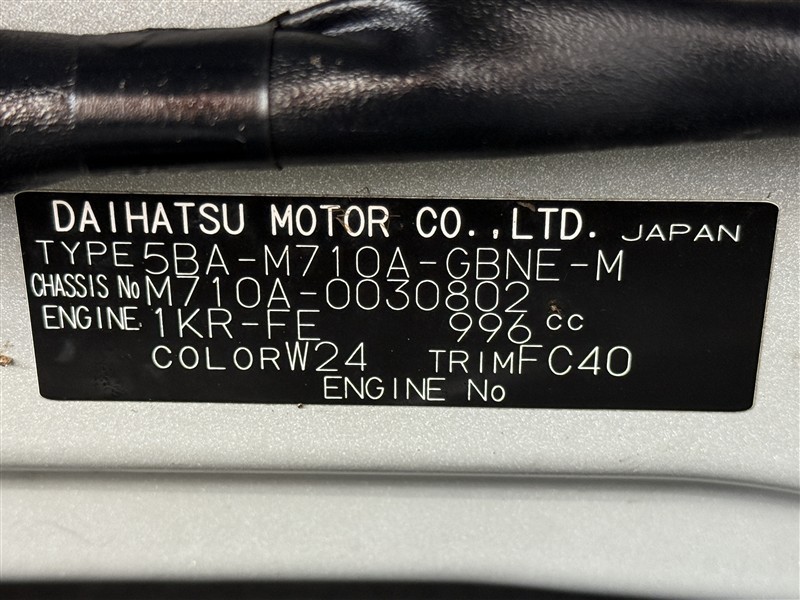 DAIHATSU MOTOR CO.,LTD. JAPAN
TYPE 5BA-M710A-GBNE-M
CHASSIS No M710A-0030802
ENGINE 1KR-FE 996 cc
COLOR W24 TRIM FC40
ENGINE No